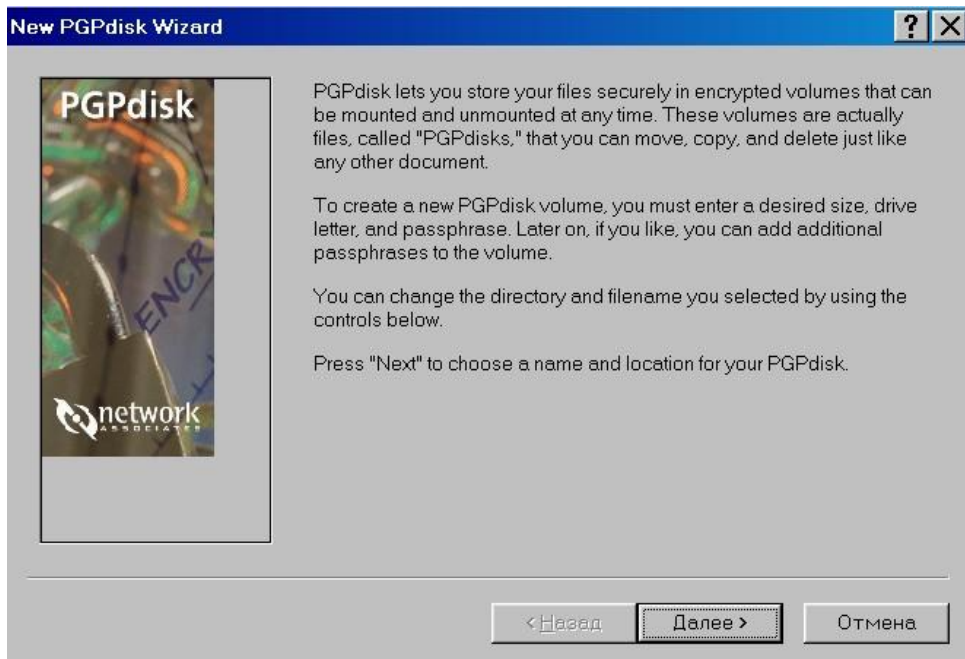 New PGPdisk Wizard
PGPdisk
ENCR
network
ASSOCIATES
PGPdisk lets you store your files securely in encrypted volumes that can
be mounted and unmounted at any time. These volumes are actually
files, called "PGPdisks," that you can move, copy, and delete just like
any other document.
To create a new PGPdisk volume, you must enter a desired size, drive
letter, and passphrase. Later on, if you like, you can add additional
passphrases to the volume.
You can change the directory and filename you selected by using the
controls below.
Press "Next" to choose a name and location for your PGPdisk.
< Назад
Далее >
Отмена